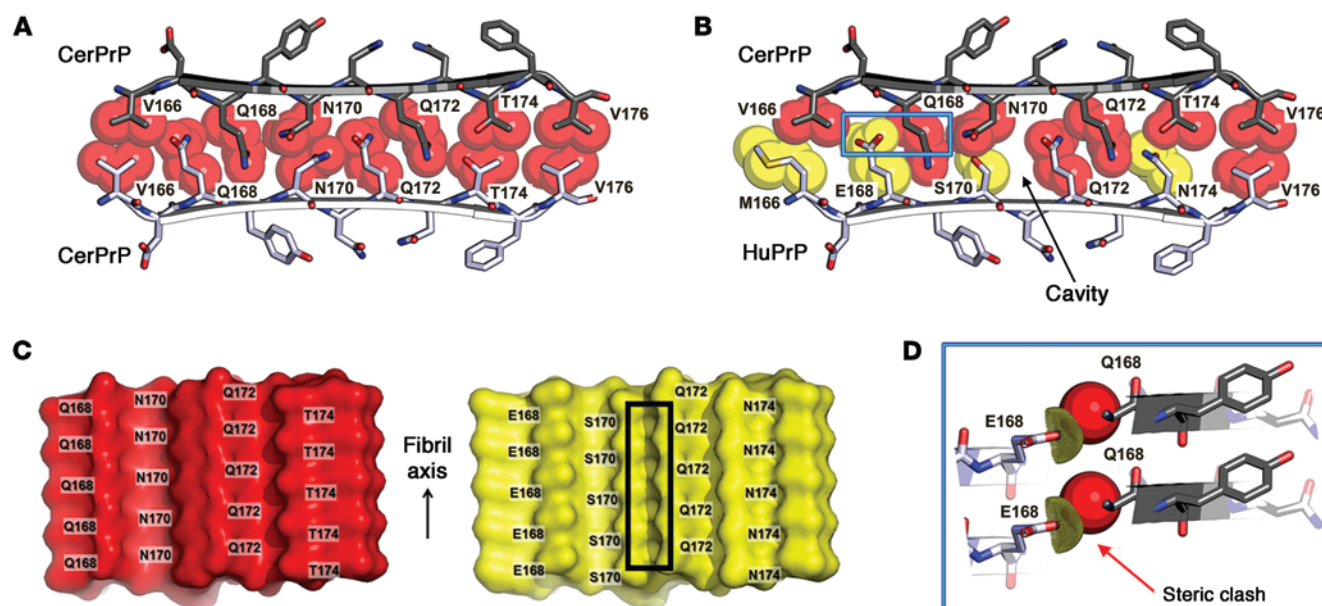 A
CerPrP
V166
Q168
N170
Q172
T174
V176
V166
Q168
N170
Q172
T174
V176
CerPrP
B
CerPrP
V166
Q168
N170
Q172
T174
V176
M166
E168
S170
Q172
N174
V176
HuPrP
Cavity
C
Q168
N170
Q172
T174
Q168
N170
Q172
T174
Q168
N170
Q172
T174
Q168
N170
Q172
T174
Q168
N170
Q172
T174
Fibril
axis
E168
S170
Q172
N174
E168
S170
Q172
N174
E168
S170
Q172
N174
E168
S170
Q172
N174
E168
S170
Q172
N174
D
Q168
E168
Q168
E168
Steric clash